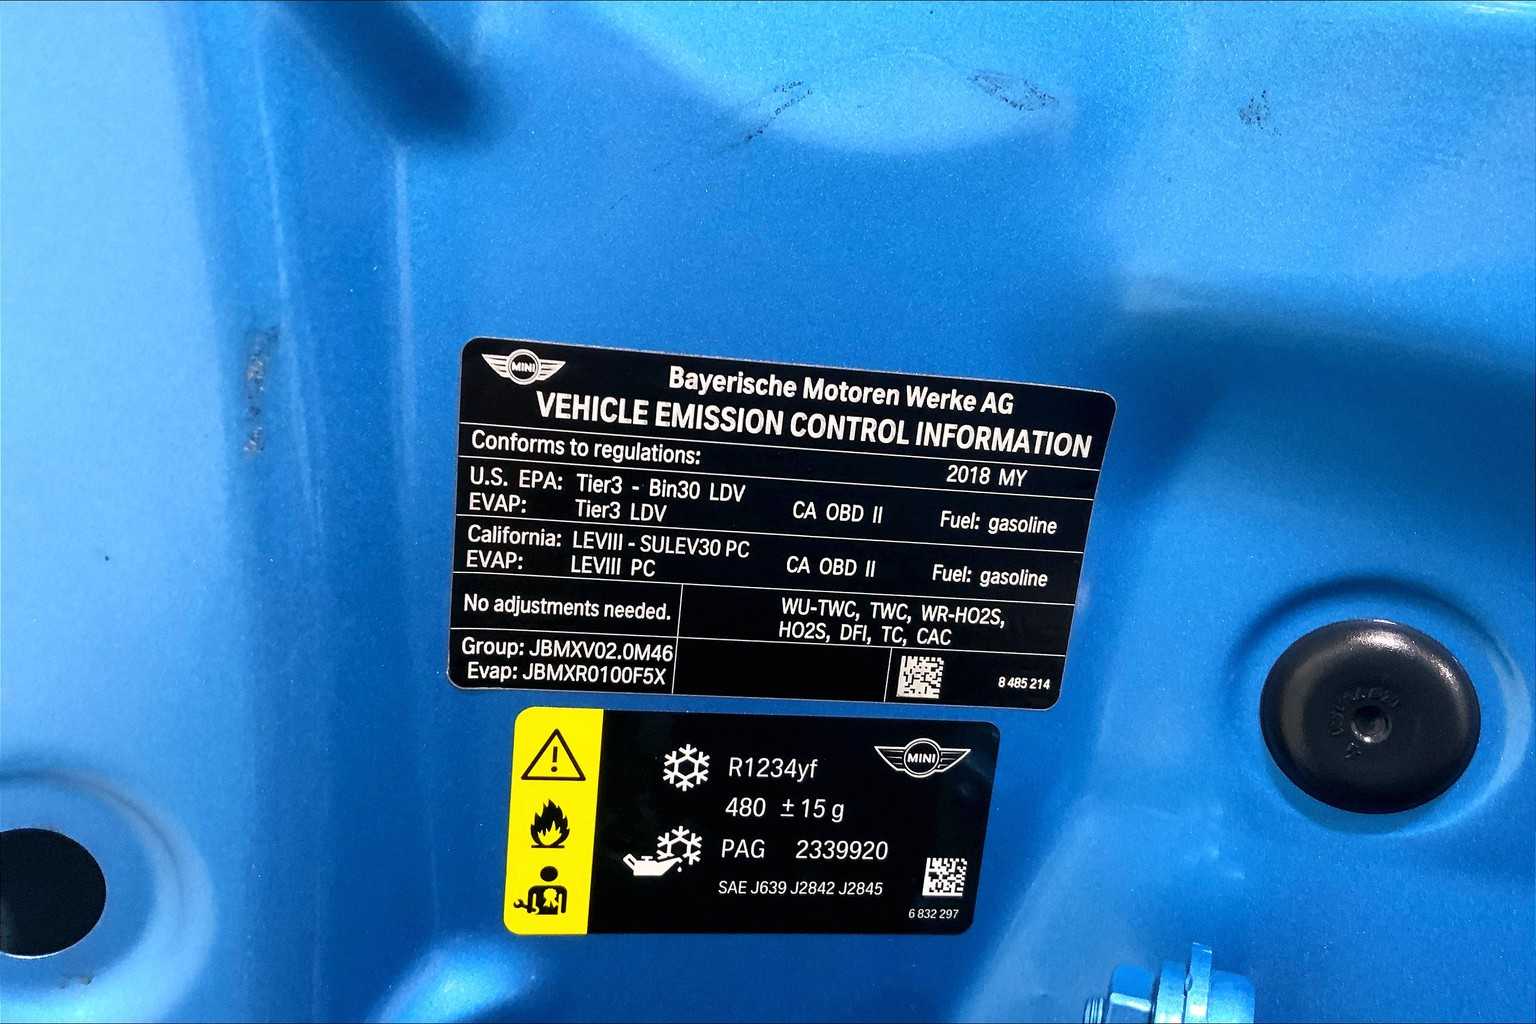 MINI
Bayerische Motoren Werke AG
VEHICLE EMISSION CONTROL INFORMATION
Conforms to regulations:
2018 MY
U.S. EPA: Tier3 - Bin30 LDV
EVAP: Tier3 LDV
CA OBD II
Fuel: gasoline
California: LEVIII - SULEV30 PC
EVAP: LEVIII PC
CA OBD II
Fuel: gasoline
No adjustments needed.
WU-TWC, TWC, WR-HO2S,
HO2S, DFI, TC, CAC
Group: JBMXV02.0M46
Evap: JBMXR0100F5X
8 485 214
MINI
R1234yf
480 ± 15 g
PAG 2339920
SAE J639 J2842 J2845
6 832 297